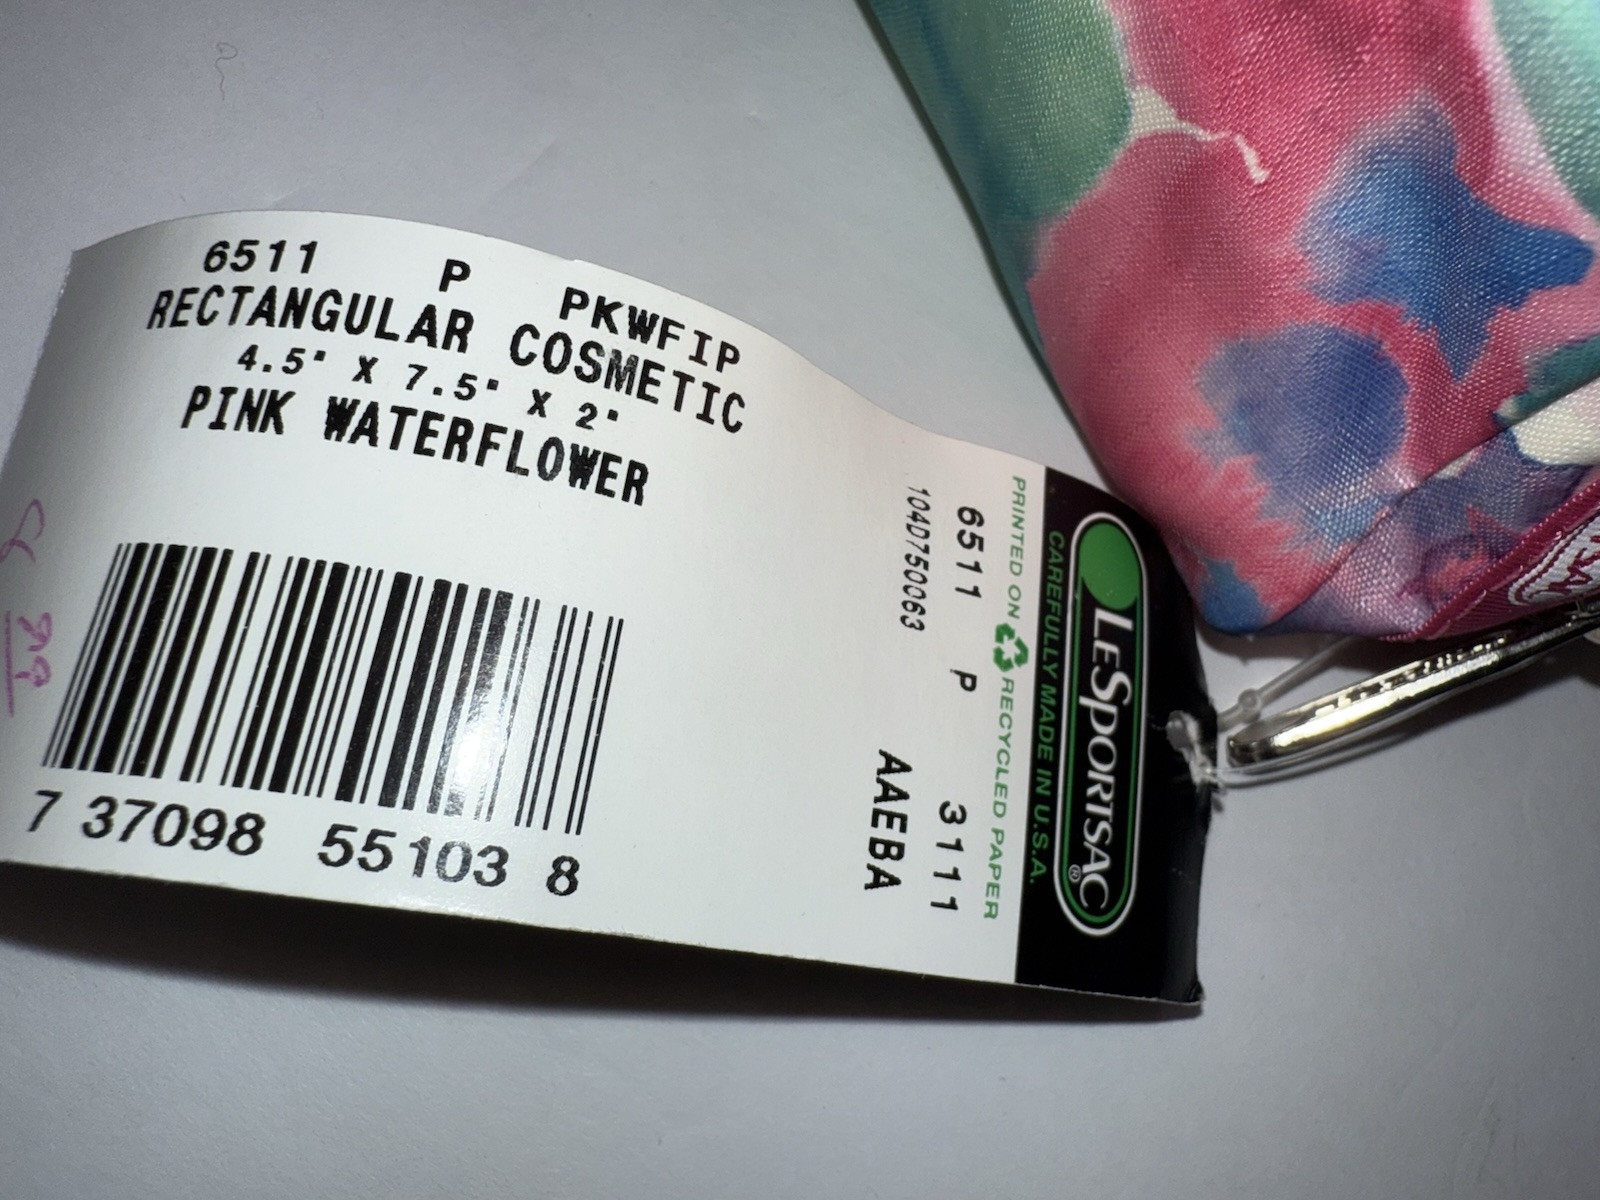 6511 P PKWFIP
RECTANGULAR COSMETIC
4.5" X 7.5" X 2"
PINK WATERFLOWER
7 37098 55103 8
1040750063
6511 P 3111
AAEBA
PRINTED ON RECYCLED PAPER
CAREFULLY MADE IN U.S.A.
LESPORTSAC®